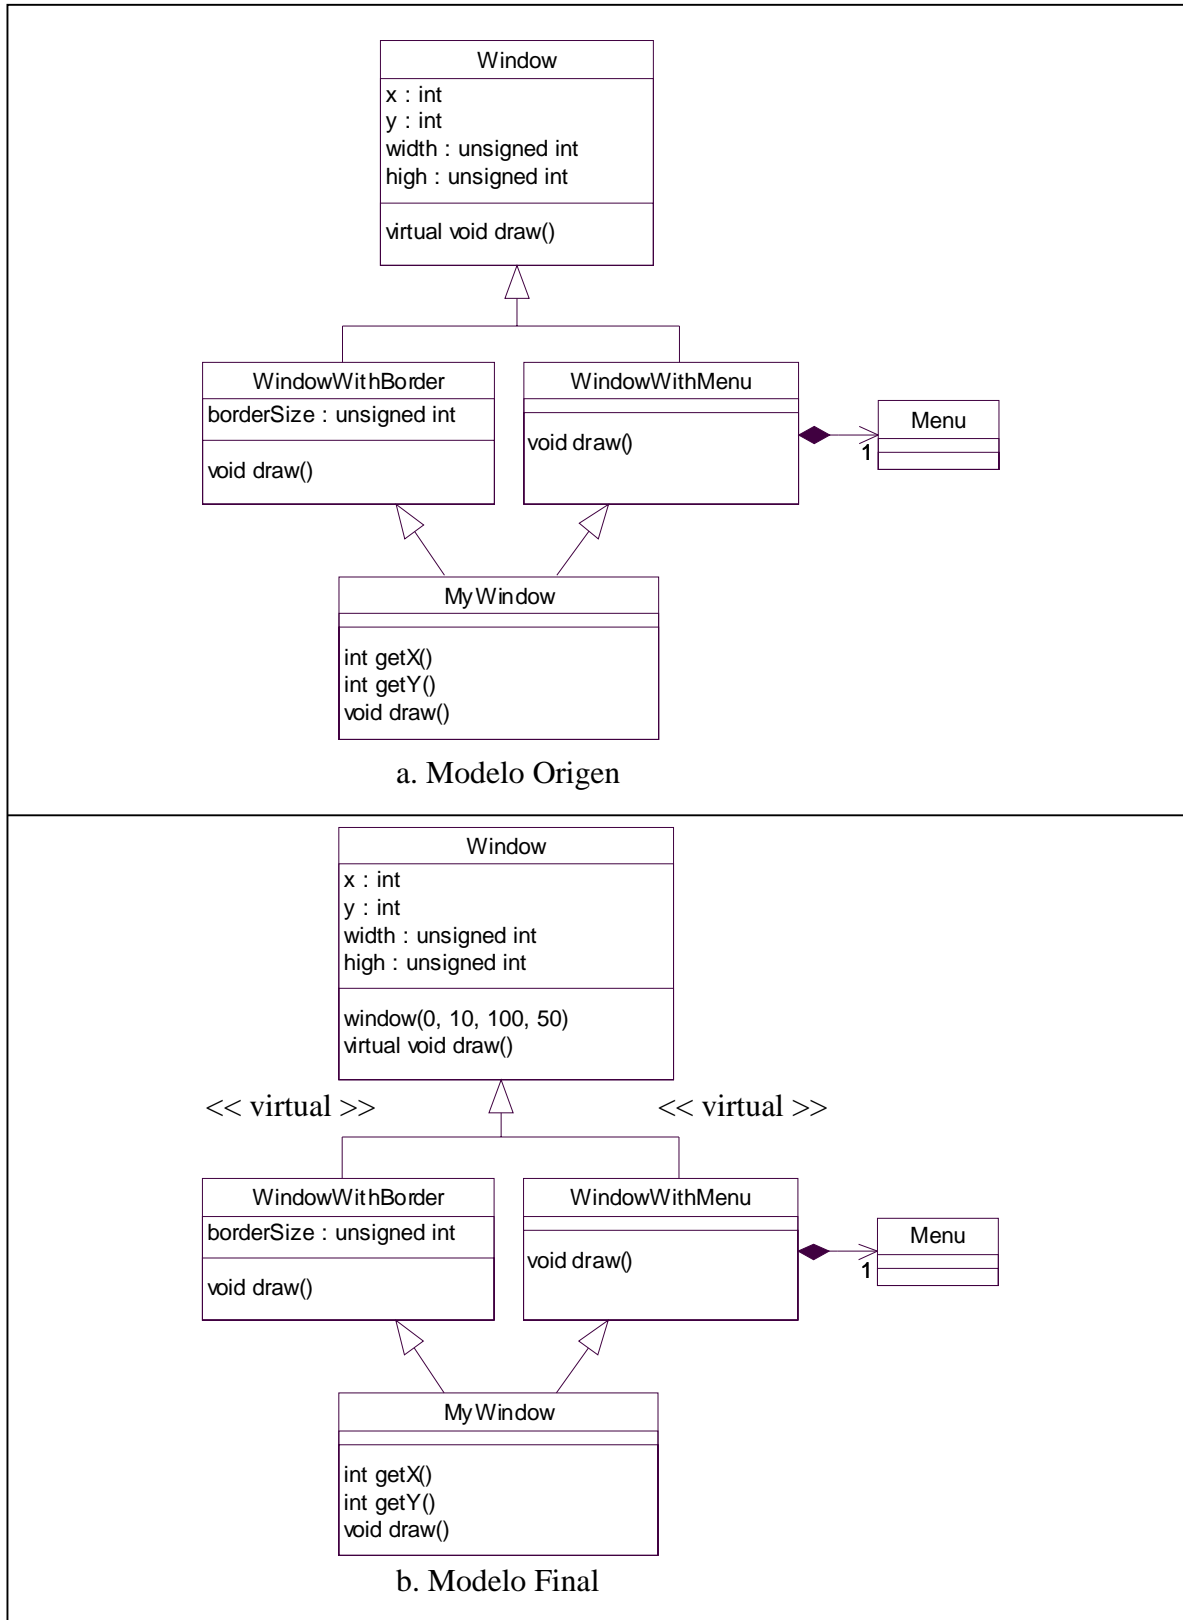 Window
x : int
y : int
width : unsigned int
high : unsigned int
virtual void draw()
WindowWithBorder
borderSize : unsigned int
void draw()
WindowWithMenu
void draw()
Menu
1
MyWindow
int getX()
int getY()
void draw()
a. Modelo Origen
Window
x : int
y : int
width : unsigned int
high : unsigned int
window(0, 10, 100, 50)
virtual void draw()
<< virtual >>
<< virtual >>
WindowWithBorder
borderSize : unsigned int
void draw()
WindowWithMenu
void draw()
Menu
1
MyWindow
int getX()
int getY()
void draw()
b. Modelo Final